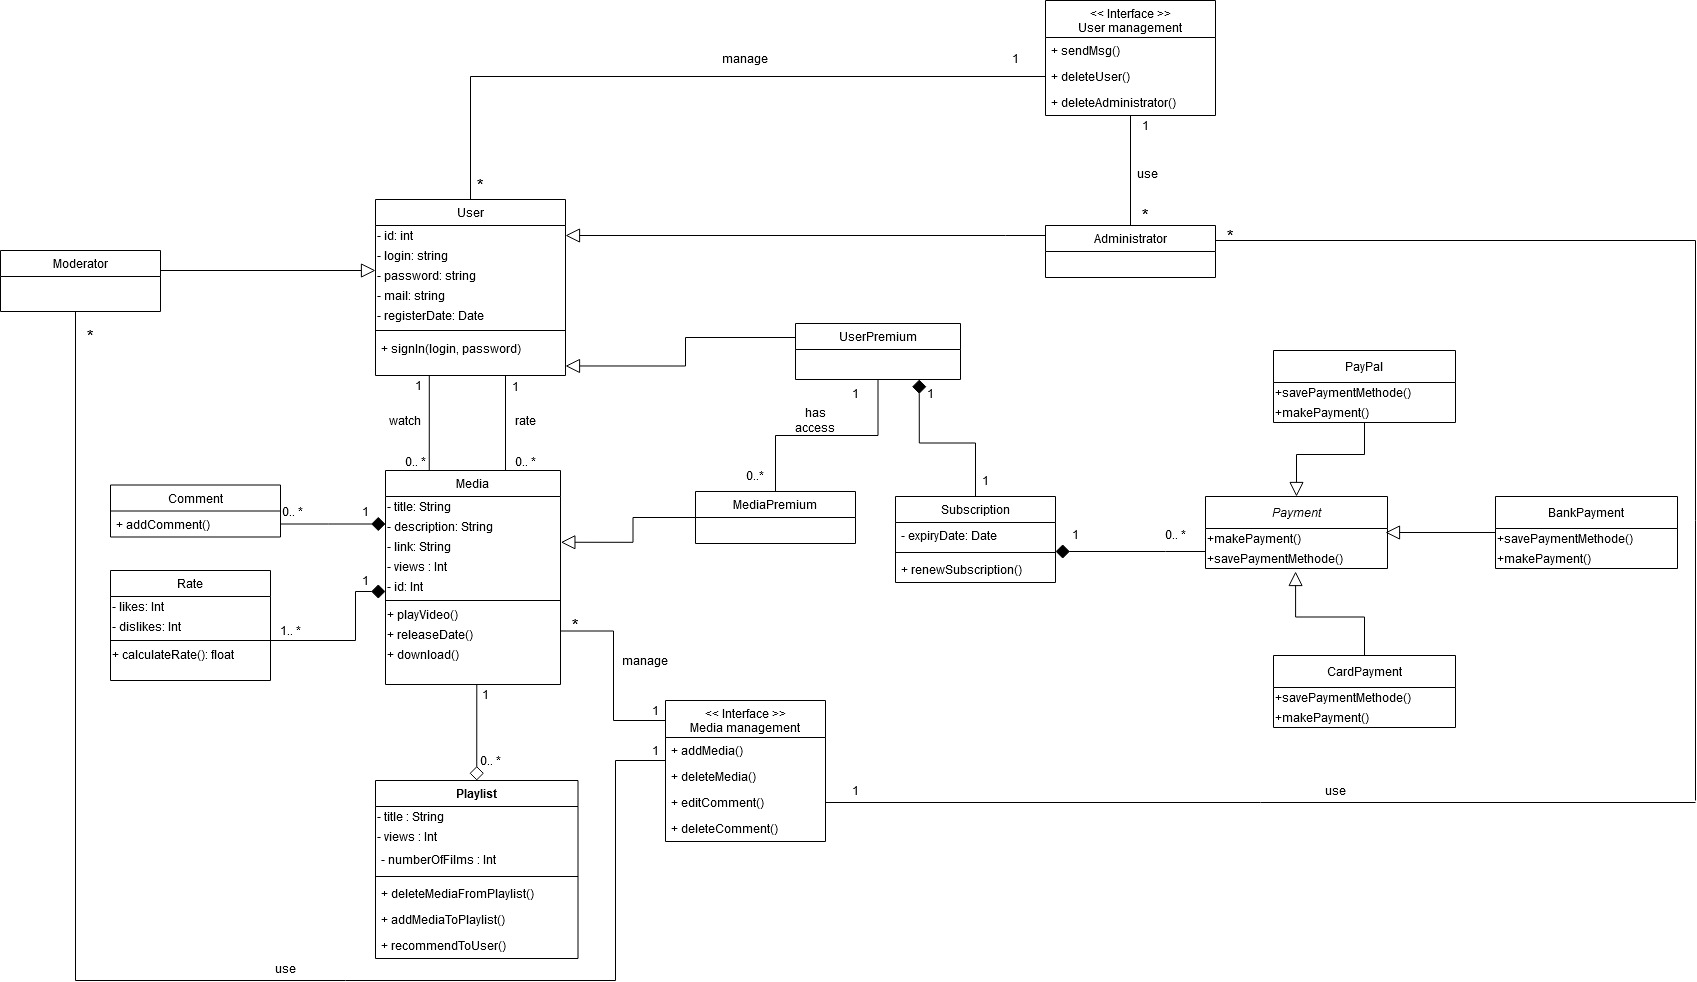 << Interface >>
User management
+ sendMsg()
+ deleteUser()
+ deleteAdministrator()
manage
1
*
1
use
*
User
- id: int
- login: string
- password: string
- mail: string
- registerDate: Date
+ signIn(login, password)
Administrator
*
Moderator
*
UserPremium
1
1
has
access
0..*
1
1
watch
1
rate
0.. *
0.. *
PayPal
+savePaymentMethode()
+makePayment()
Comment
+ addComment()
0.. *
1
Media
- title: String
- description: String
- link: String
- views : Int
- id: Int
+ playVideo()
+ releaseDate()
+ download()
MediaPremium
Subscription
- expiryDate: Date
+ renewSubscription()
1
0.. *
Payment
+makePayment()
+savePaymentMethode()
BankPayment
+savePaymentMethode()
+makePayment()
Rate
- likes: Int
- dislikes: Int
+ calculateRate(): float
1
1.. *
*
manage
1
1
CardPayment
+savePaymentMethode()
+makePayment()
<< Interface >>
Media management
+ addMedia()
+ deleteMedia()
+ editComment()
+ deleteComment()
1
use
1
0.. *
Playlist
- title : String
- views : Int
- numberOfFilms : Int
+ deleteMediaFromPlaylist()
+ addMediaToPlaylist()
+ recommendToUser()
use